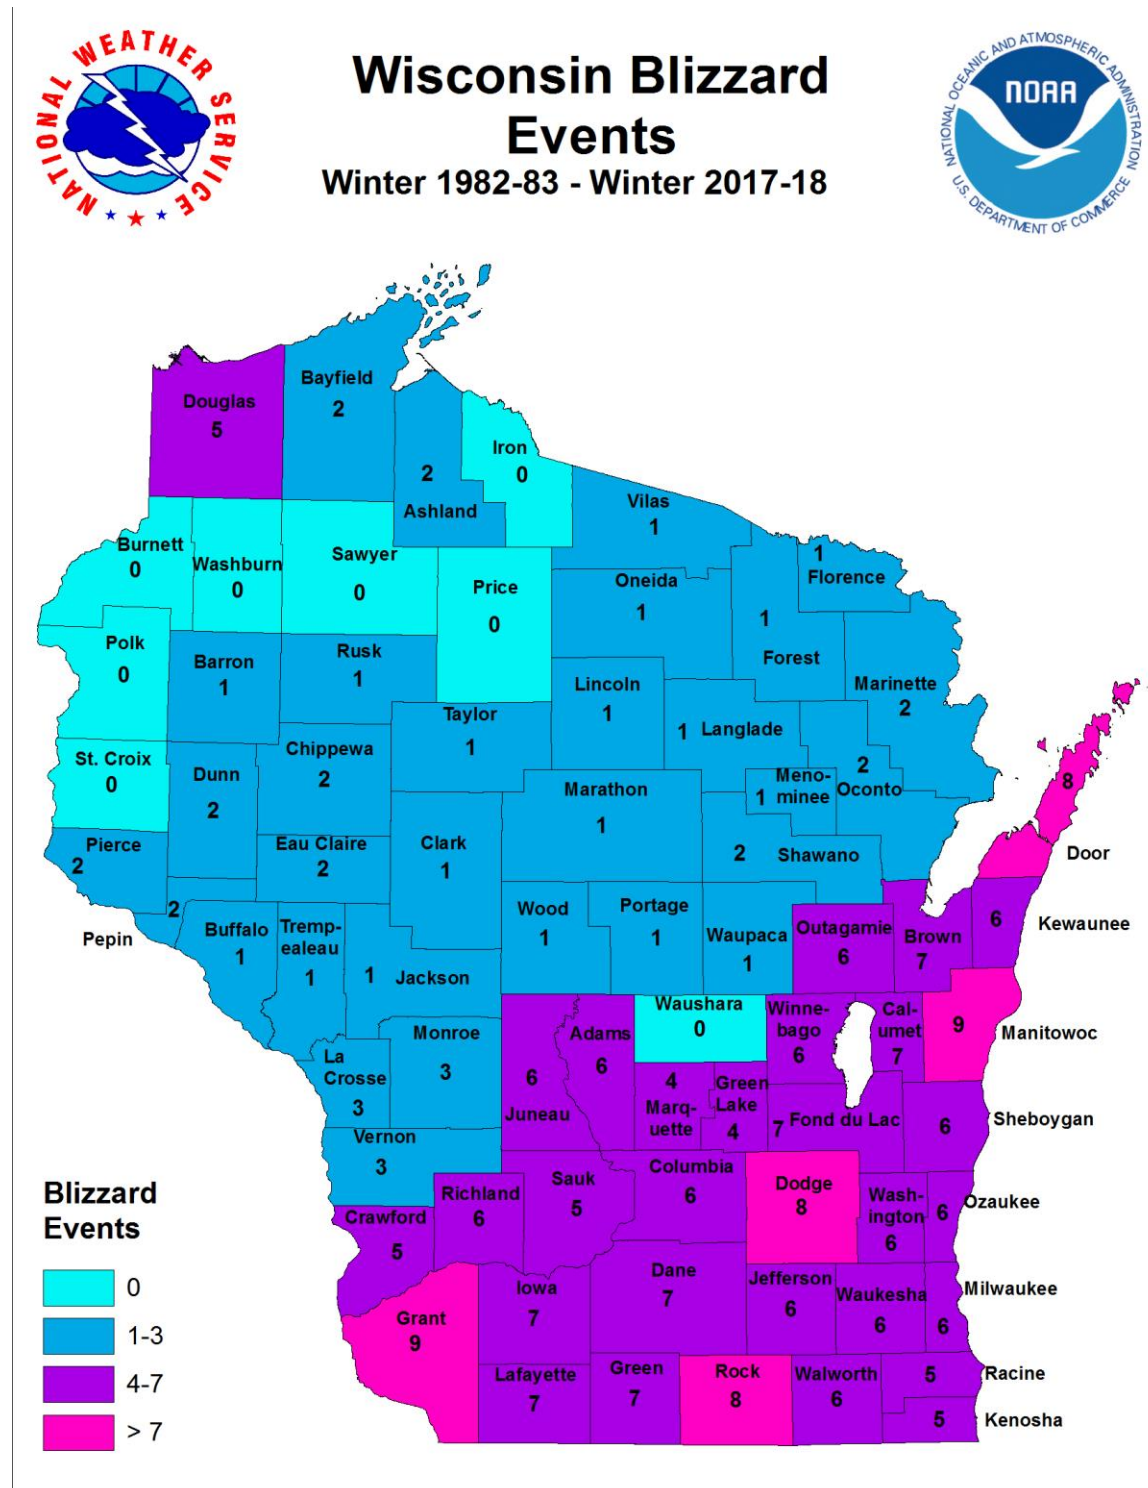 NATIONAL WEATHER SERVICE
Wisconsin Blizzard
Events
Winter 1982-83 - Winter 2017-18
NATIONAL OCEANIC AND ATMOSPHERIC ADMINISTRATION
NOAA
U.S. DEPARTMENT OF COMMERCE
Douglas
5
Bayfield
2
2
Ashland
Iron
0
Vilas
1
Burnett
0
Washburn
0
Sawyer
0
Price
0
Oneida
1
1
Forest
1
Florence
Polk
0
Barron
1
Rusk
1
Taylor
1
Lincoln
1
1 Langlade
Marinette
2
St. Croix
0
Dunn
2
Chippewa
2
Marathon
1
Meno-
1 minee
2
Oconto
8
Door
Pierce
2
Eau Claire
2
Clark
1
2 Shawano
2
Pepin
Buffalo
1
Tremp-
ealeau
1
1 Jackson
Wood
1
Portage
1
Waupaca
1
Outagamie
6
Brown
7
6
Kewaunee
Monroe
3
La
Crosse
3
6
Juneau
Adams
6
Waushara
0
Winne-
bago
6
Cal-
umet
7
9
Manitowoc
4
Marq-
uette
Green
Lake
4
7 Fond du Lac
6
Sheboygan
Vernon
3
Richland
6
Sauk
5
Columbia
6
Dodge
8
Wash-
ington
6
6
Ozaukee
Crawford
5
Grant
9
Iowa
7
Dane
7
Jefferson
6
Waukesha
6
6
Milwaukee
Lafayette
7
Green
7
Rock
8
Walworth
6
5
Racine
5
Kenosha
Blizzard
Events
0
1-3
4-7
> 7